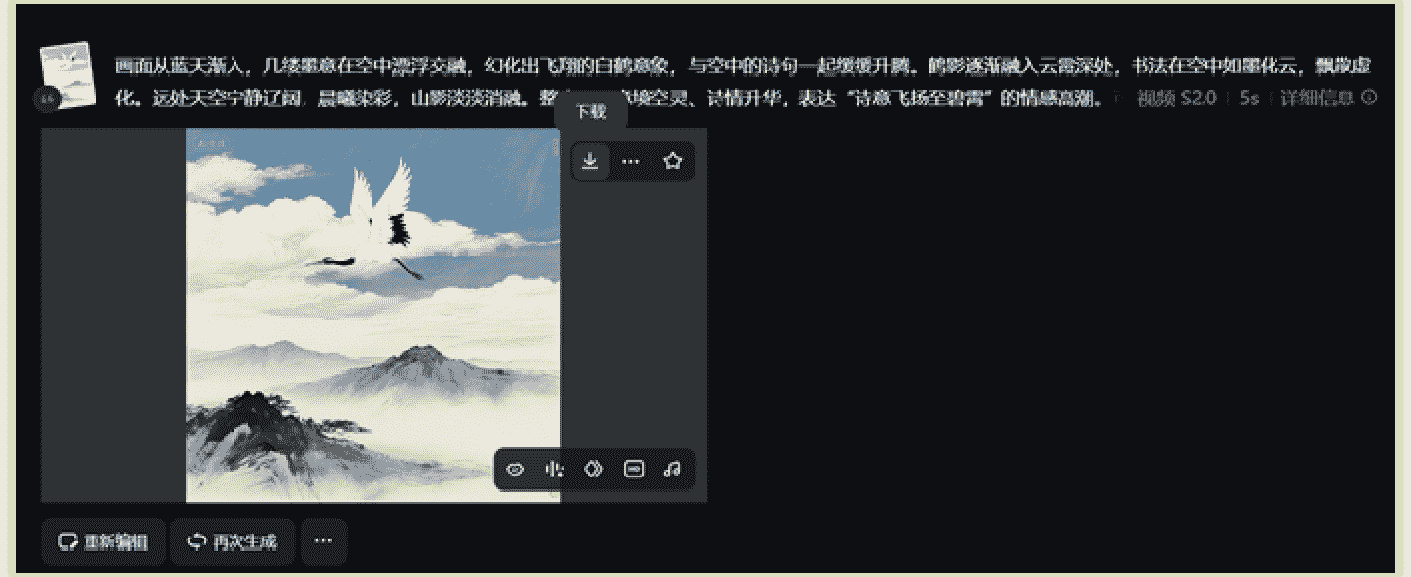 画面从蓝天渐入，几缕墨意在空中漂浮交融，幻化出飞翔的白鹤意象，与空中的诗句一起缓缓升腾。鹤影逐渐融入云霭深处，书法在空中如墨化云，飘散虚
化。远处天空宁静辽阔，晨曦染彩，山影淡淡消融。整 境空灵、诗情升华，表达“诗意飞扬至碧霄”的情感高潮。 视频 S2.0 | 5s | 详细信息
下载
重新编辑 再次生成